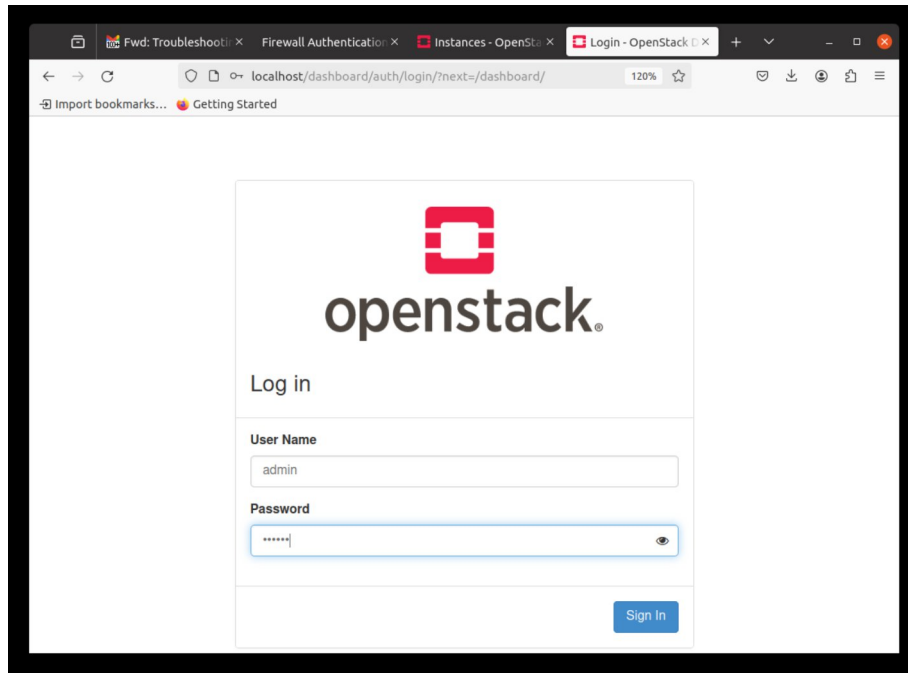 Fwd: Troubleshootin
Firewall Authentication
Instances - OpenSta
Login - OpenStack D
localhost/dashboard/auth/login/?next=/dashboard/
120%
Import bookmarks...
Getting Started
openstack.
Log in
User Name
admin
Password
••••••
Sign In